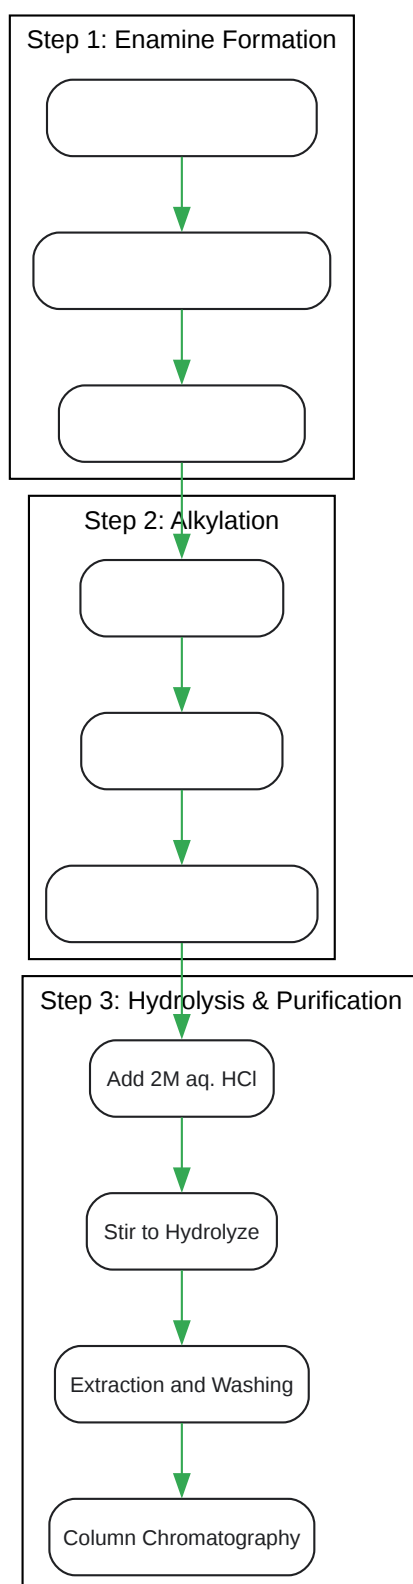 Step 1: Enamine Formation
Step 2: Alkylation
Step 3: Hydrolysis & Purification
Add 2M aq. HCl
Stir to Hydrolyze
Extraction and Washing
Column Chromatography